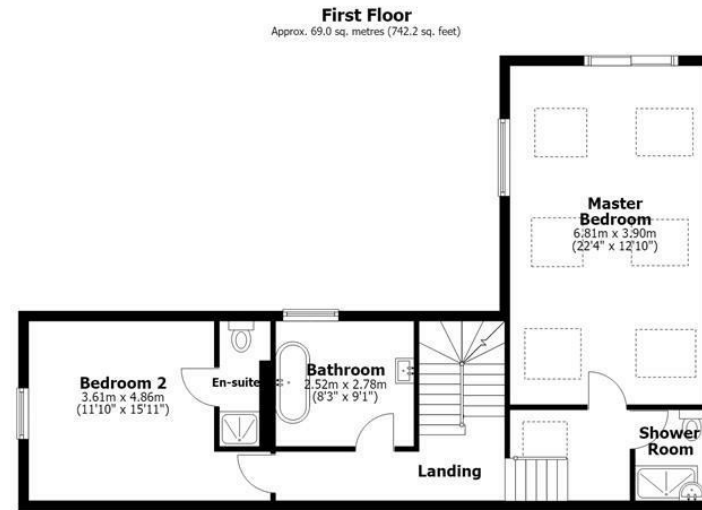 First Floor
Approx. 69.0 sq. metres (742.2 sq. feet)
Master
Bedroom
6.81m x 3.90m
(22'4" x 12'10")
Bedroom 2
3.61m x 4.86m
(11'10" x 15'11")
En-suite
Bathroom
2.52m x 2.78m
(8'3" x 9'1")
Landing
Shower
Room